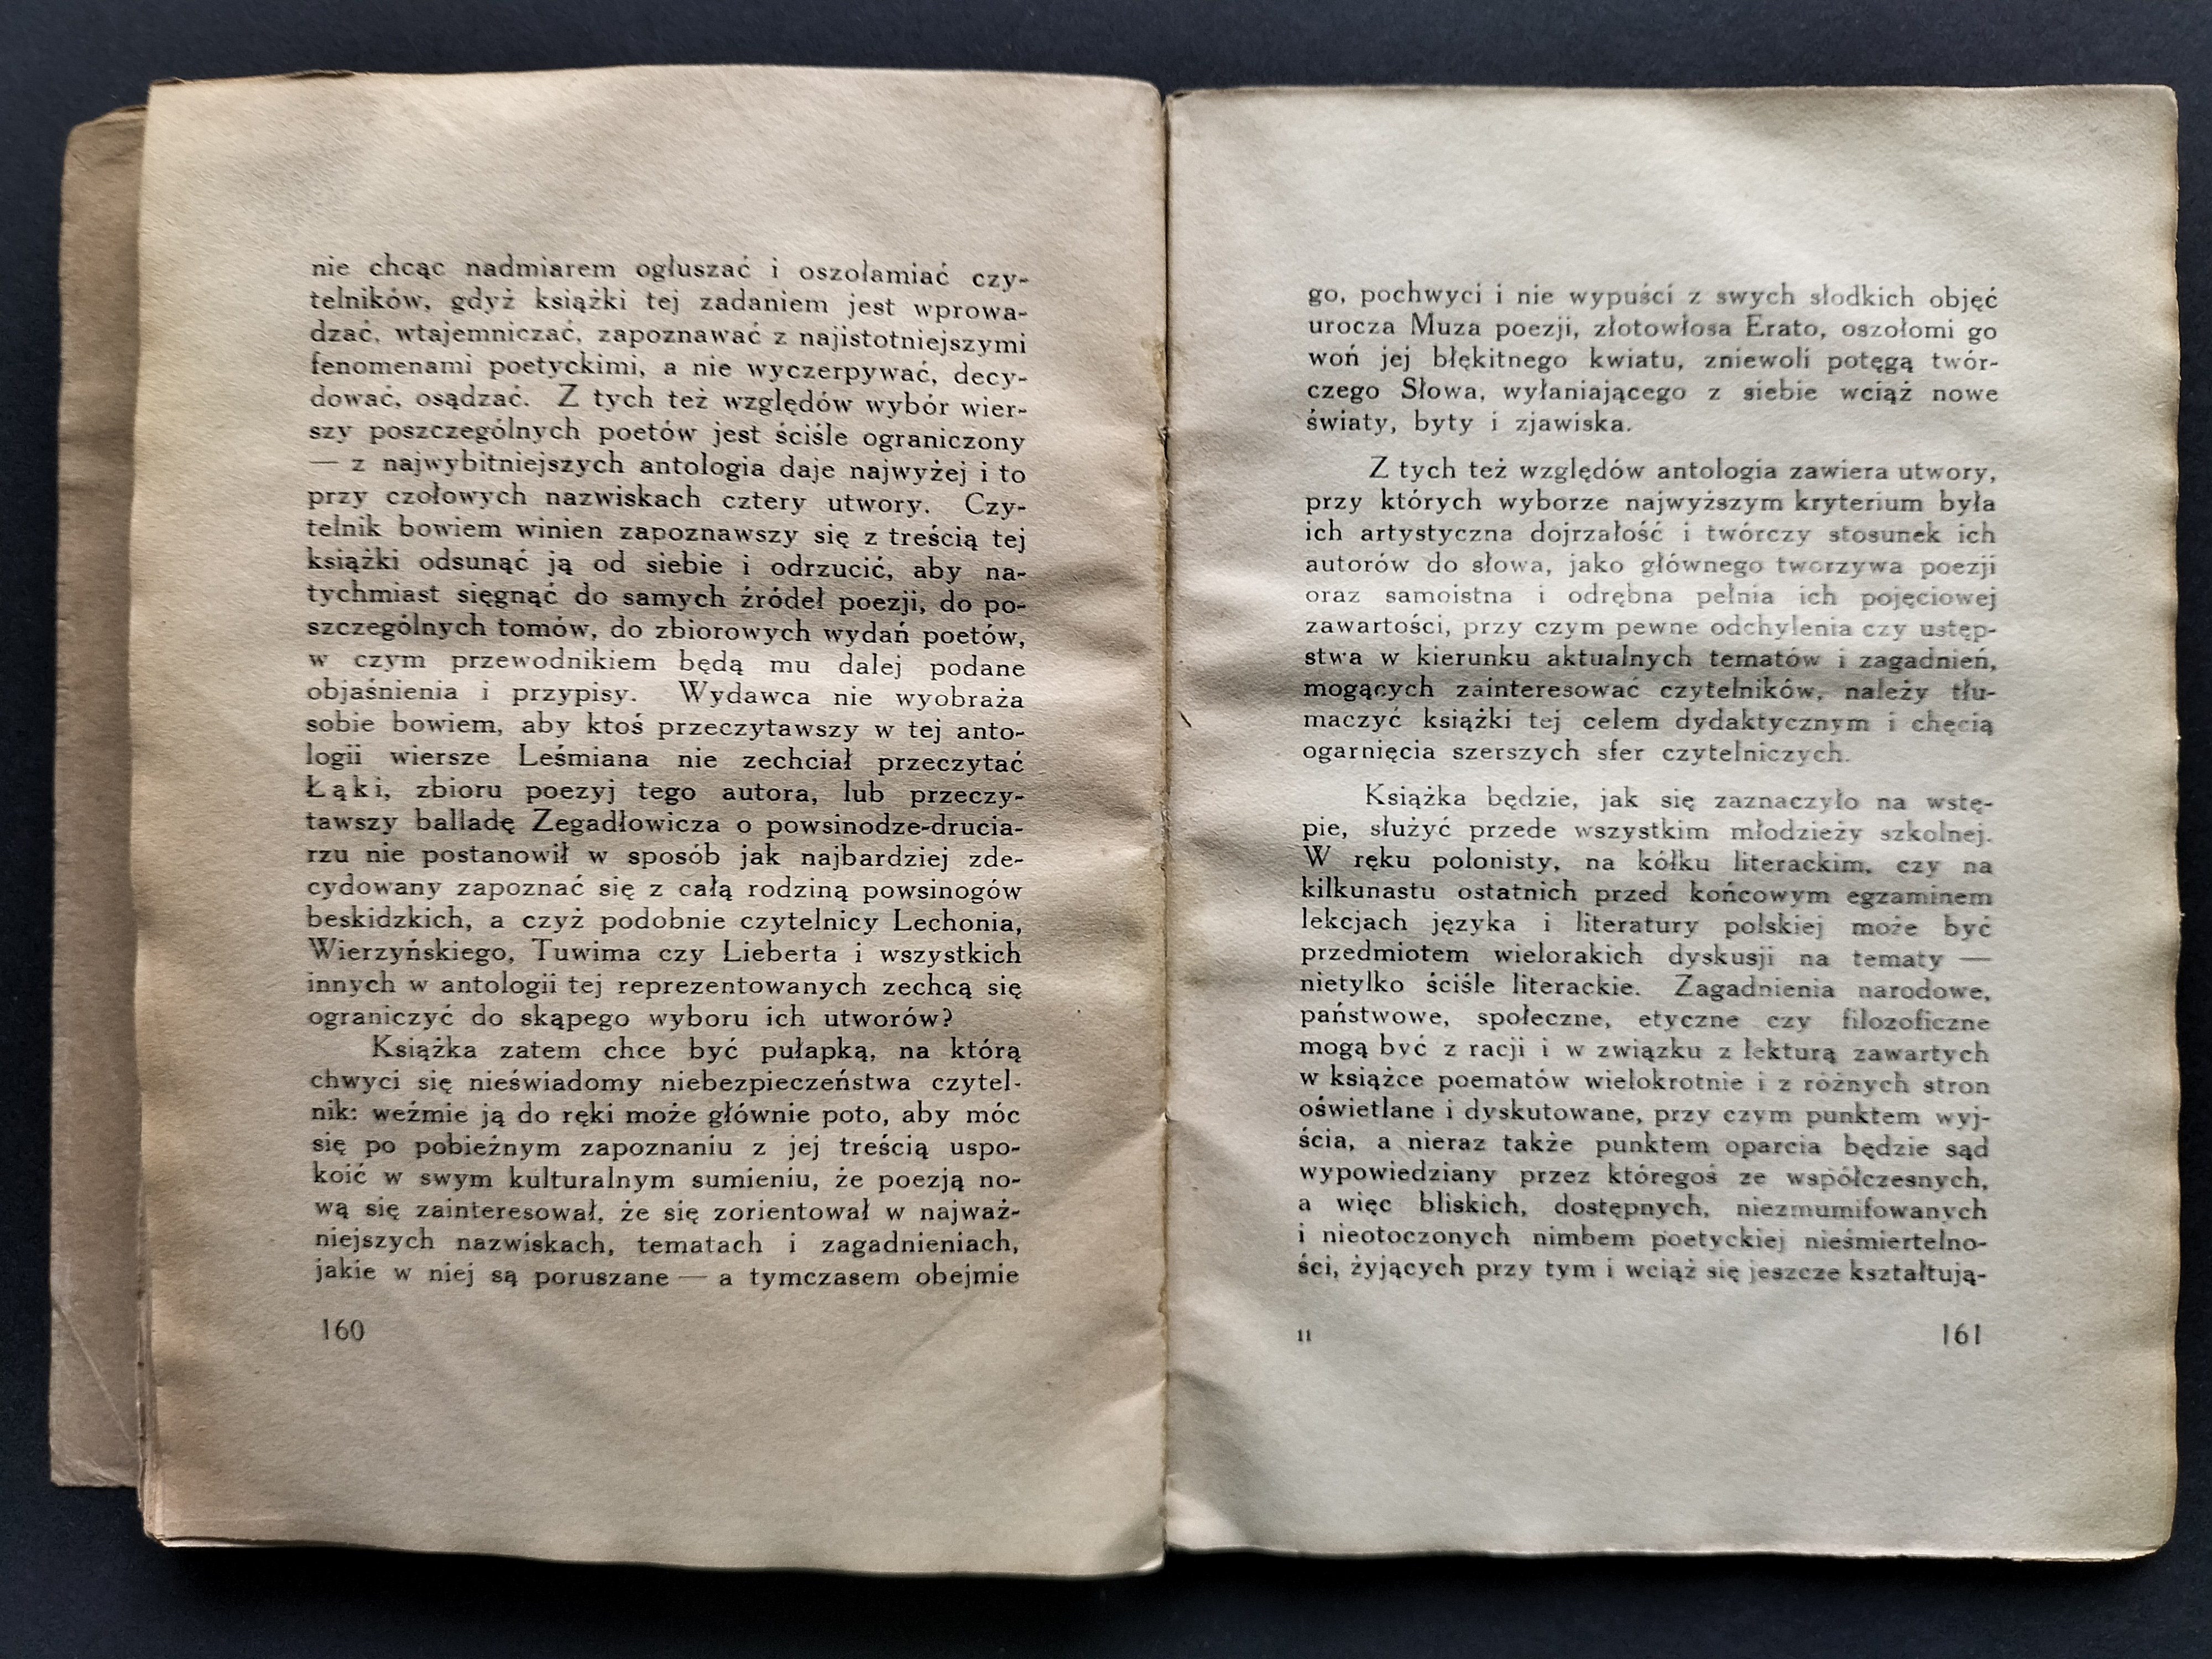 nie chcąc nadmiarem ogłuszać i oszołamiać czy-
telników, gdyż książki tej zadaniem jest wprowa-
dzać, wtajemniczać, zapoznawać z najistotniejszymi
fenomenami poetyckimi, a nie wyczerpywać, decy-
dować, osądzać. Z tych też względów wybór wier-
szy poszczególnych poetów jest ściśle ograniczony
— z najwybitniejszych antologia daje najwyżej i to
przy czołowych nazwiskach cztery utwory. Czy-
telnik bowiem winien zapoznawszy się z treścią tej
książki odsunąć ją od siebie i odrzucić, aby na-
tychmiast sięgnąć do samych źródeł poezji, do po-
szczególnych tomów, do zbiorowych wydań poetów,
w czym przewodnikiem będą mu dalej podane
objaśnienia i przypisy. Wydawca nie wyobraża
sobie bowiem, aby ktoś przeczytawszy w tej anto-
logii wiersze Leśmiana nie zechciał przeczytać
Łąki, zbioru poezyj tego autora, lub przeczy-
tawszy balladę Zegadłowicza o powsinodze-drucia-
rzu nie postanowił w sposób jak najbardziej zde-
cydowany zapoznać się z całą rodziną powsinogów
beskidzkich, a czyż podobnie czytelnicy Lechonia,
Wierzyńskiego, Tuwima czy Lieberta i wszystkich
innych w antologii tej reprezentowanych zechcą się
ograniczyć do skąpego wyboru ich utworów?
Książka zatem chce być pułapką, na którą
chwyci się nieświadomy niebezpieczeństwa czytel-
nik: weźmie ją do ręki może głównie poto, aby móc
się po pobieżnym zapoznaniu z jej treścią uspo-
koić w swym kulturalnym sumieniu, że poezją no-
wą się zainteresował, że się zorientował w najważ-
niejszych nazwiskach, tematach i zagadnieniach,
jakie w niej są poruszane — a tymczasem obejmie
160
go, pochwyci i nie wypuści z swych słodkich objęć
urocza Muza poezji, złotowłosa Erato, oszołomi go
woń jej błękitnego kwiatu, zniewoli potęgą twór-
czego Słowa, wyłaniającego z siebie wciąż nowe
światy, byty i zjawiska.
Z tych też względów antologia zawiera utwory,
przy których wyborze najwyższym kryterium była
ich artystyczna dojrzałość i twórczy stosunek ich
autorów do słowa, jako głównego tworzywa poezji
oraz samoistna i odrębna pełnia ich pojęciowej
zawartości, przy czym pewne odchylenia czy ustęp-
stwa w kierunku aktualnych tematów i zagadnień,
mogących zainteresować czytelników, należy tłu-
maczyć książki tej celem dydaktycznym i chęcią
ogarnięcia szerszych sfer czytelniczych.
Książka będzie, jak się zaznaczyło na wstę-
pie, służyć przede wszystkim młodzieży szkolnej.
W ręku polonisty, na kółku literackim, czy na
kilkunastu ostatnich przed końcowym egzaminem
lekcjach języka i literatury polskiej może być
przedmiotem wielorakich dyskusji na tematy —
nietylko ściśle literackie. Zagadnienia narodowe,
państwowe, społeczne, etyczne czy filozoficzne
mogą być z racji i w związku z lekturą zawartych
w książce poematów wielokrotnie i z różnych stron
oświetlane i dyskutowane, przy czym punktem wyj-
ścia, a nieraz także punktem oparcia będzie sąd
wypowiedziany przez któregoś ze współczesnych,
a więc bliskich, dostępnych, niezmumifowanych
i nieotoczonych nimbem poetyckiej nieśmiertelno-
ści, żyjących przy tym i wciąż się jeszcze kształtują-
11 161